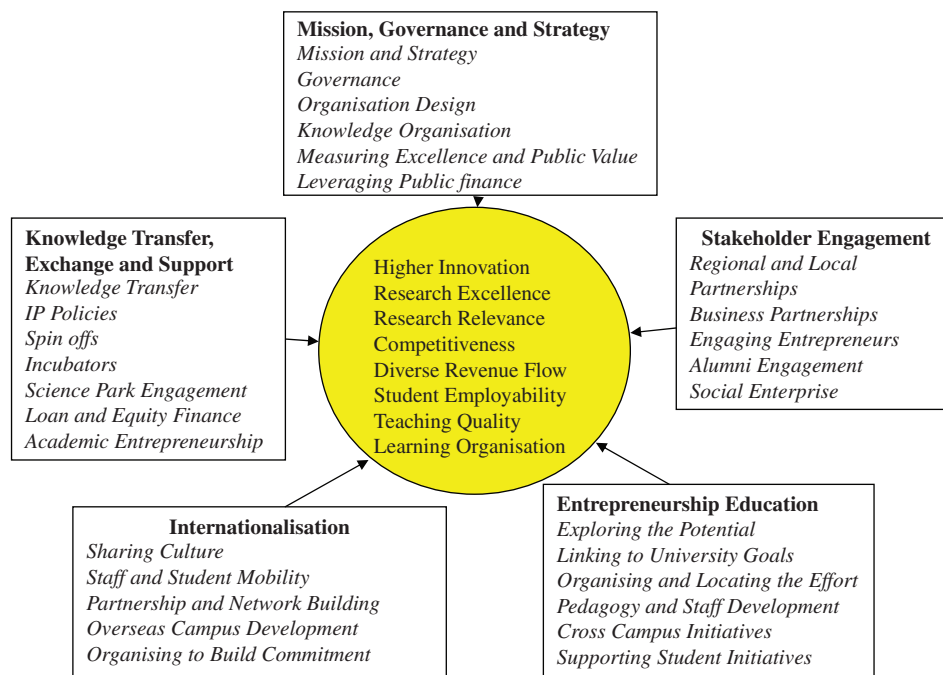 Mission, Governance and Strategy
Mission and Strategy
Governance
Organisation Design
Knowledge Organisation
Measuring Excellence and Public Value
Leveraging Public finance
Knowledge Transfer,
Exchange and Support
Knowledge Transfer
IP Policies
Spin offs
Incubators
Science Park Engagement
Loan and Equity Finance
Academic Entrepreneurship
Higher Innovation
Research Excellence
Research Relevance
Competitiveness
Diverse Revenue Flow
Student Employability
Teaching Quality
Learning Organisation
Stakeholder Engagement
Regional and Local
Partnerships
Business Partnerships
Engaging Entrepreneurs
Alumni Engagement
Social Enterprise
Internationalisation
Sharing Culture
Staff and Student Mobility
Partnership and Network Building
Overseas Campus Development
Organising to Build Commitment
Entrepreneurship Education
Exploring the Potential
Linking to University Goals
Organising and Locating the Effort
Pedagogy and Staff Development
Cross Campus Initiatives
Supporting Student Initiatives